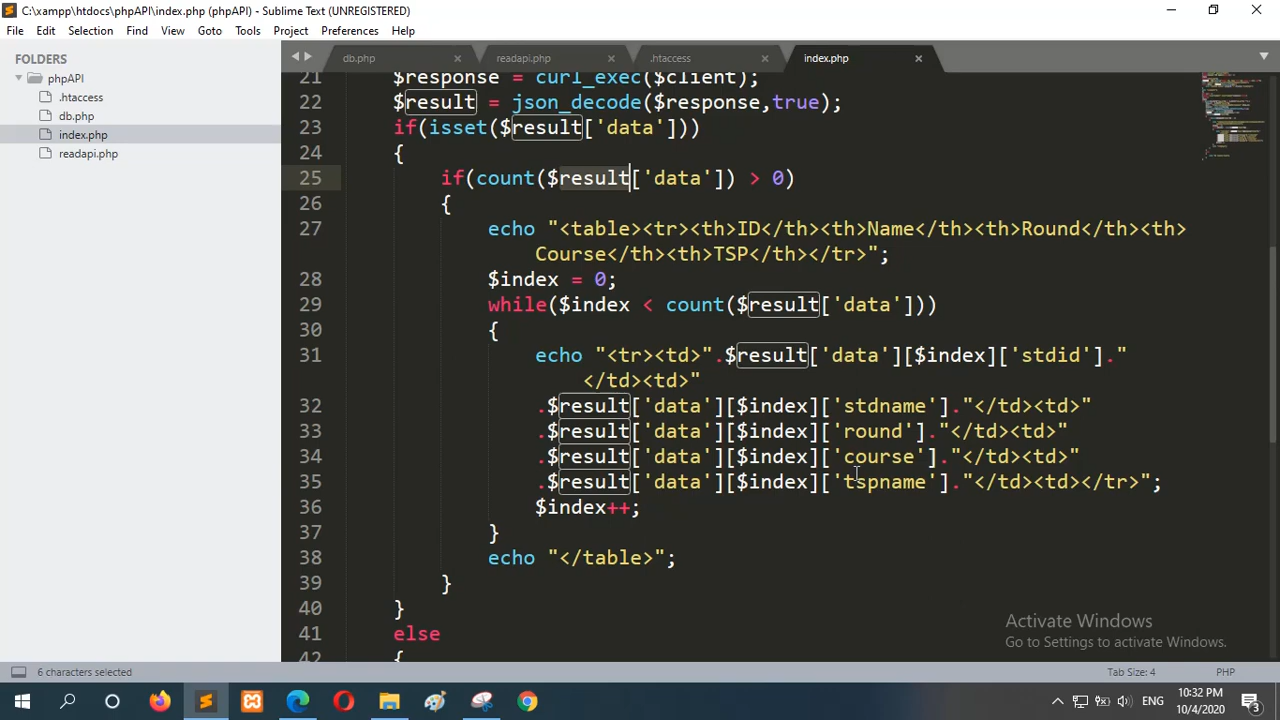 C:\xampp\htdocs\phpAPI\index.php (phpAPI) - Sublime Text (UNREGISTERED)
File Edit Selection Find View Goto Tools Project Preferences Help
FOLDERS
phpAPI
.htaccess
db.php
index.php
readapi.php
db.php readapi.php .htaccess index.php
21 $response = curl_exec($client);
22 $result = json_decode($response,true);
23 if(isset($result['data']))
24 {
25 if(count($result['data']) > 0)
26 {
27 echo "<table><tr><th>ID</th><th>Name</th><th>Round</th><th>
Course</th><th>TSP</th></tr>";
28 $index = 0;
29 while($index < count($result['data']))
30 {
31 echo "<tr><td>".$result['data'][$index]['stdid']."
</td><td>"
32 .$result['data'][$index]['stdname']."</td><td>"
33 .$result['data'][$index]['round']."</td><td>"
34 .$result['data'][$index]['course']."</td><td>"
35 .$result['data'][$index]['tspname']."</td><td></tr>";
36 $index++;
37 }
38 echo "</table>";
39 }
40 }
41 else
42 {
Activate Windows
Go to Settings to activate Windows.
6 characters selected
Tab Size: 4 PHP
ENG
10:32 PM
10/4/2020
3